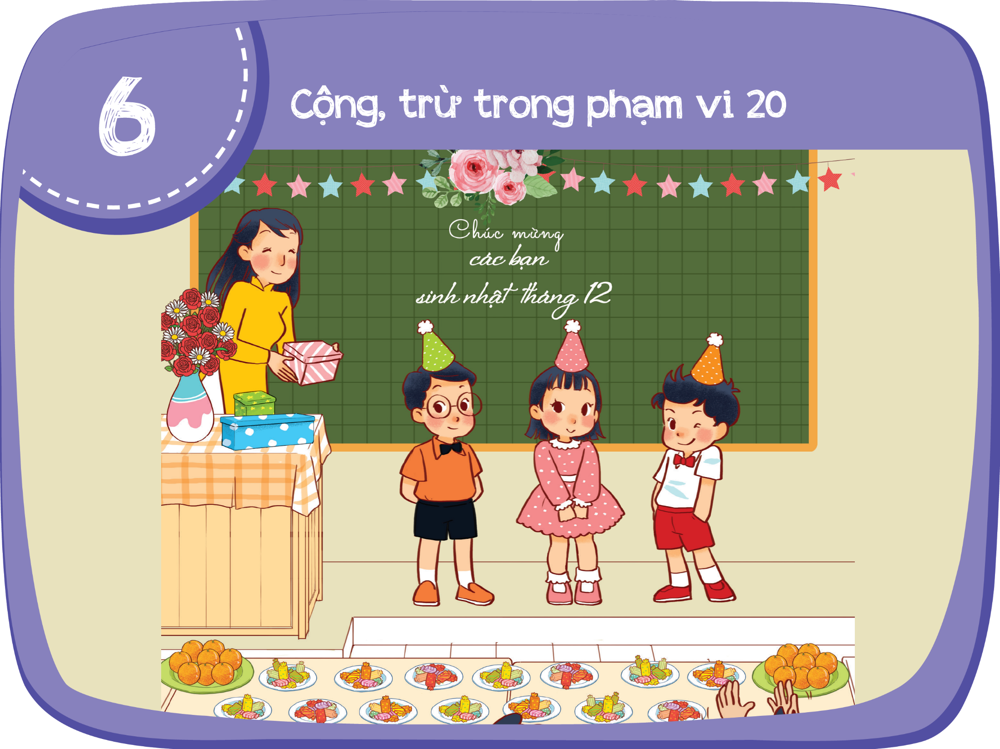 6
Cộng, trừ trong phạm vi 20
Chúc mừng
các bạn
sinh nhật tháng 12